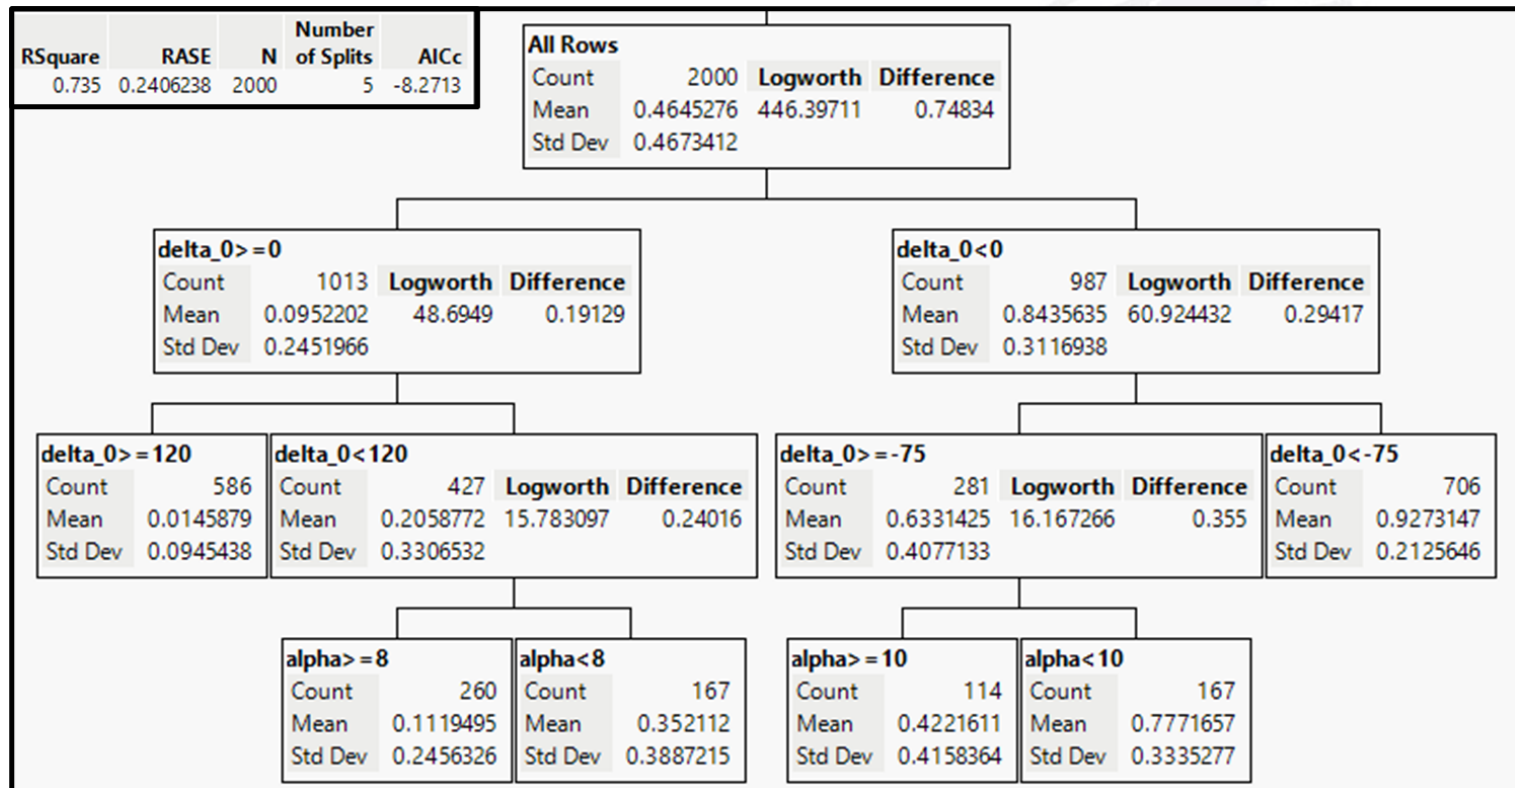 Number
RSquare RASE N of Splits AICc
0.735 0.2406238 2000 5 -8.2713
All Rows
Count 2000 Logworth Difference
Mean 0.4645276 446.39711 0.74834
Std Dev 0.4673412
delta_0>=0
Count 1013 Logworth Difference
Mean 0.0952202 48.6949 0.19129
Std Dev 0.2451966
delta_0<0
Count 987 Logworth Difference
Mean 0.8435635 60.924432 0.29417
Std Dev 0.3116938
delta_0>=120
Count 586
Mean 0.0145879
Std Dev 0.0945438
delta_0<120
Count 427 Logworth Difference
Mean 0.2058772 15.783097 0.24016
Std Dev 0.3306532
delta_0>=-75
Count 281 Logworth Difference
Mean 0.6331425 16.167266 0.355
Std Dev 0.4077133
delta_0<-75
Count 706
Mean 0.9273147
Std Dev 0.2125646
alpha>=8
Count 260
Mean 0.1119495
Std Dev 0.2456326
alpha<8
Count 167
Mean 0.352112
Std Dev 0.3887215
alpha>=10
Count 114
Mean 0.4221611
Std Dev 0.4158364
alpha<10
Count 167
Mean 0.7771657
Std Dev 0.3335277